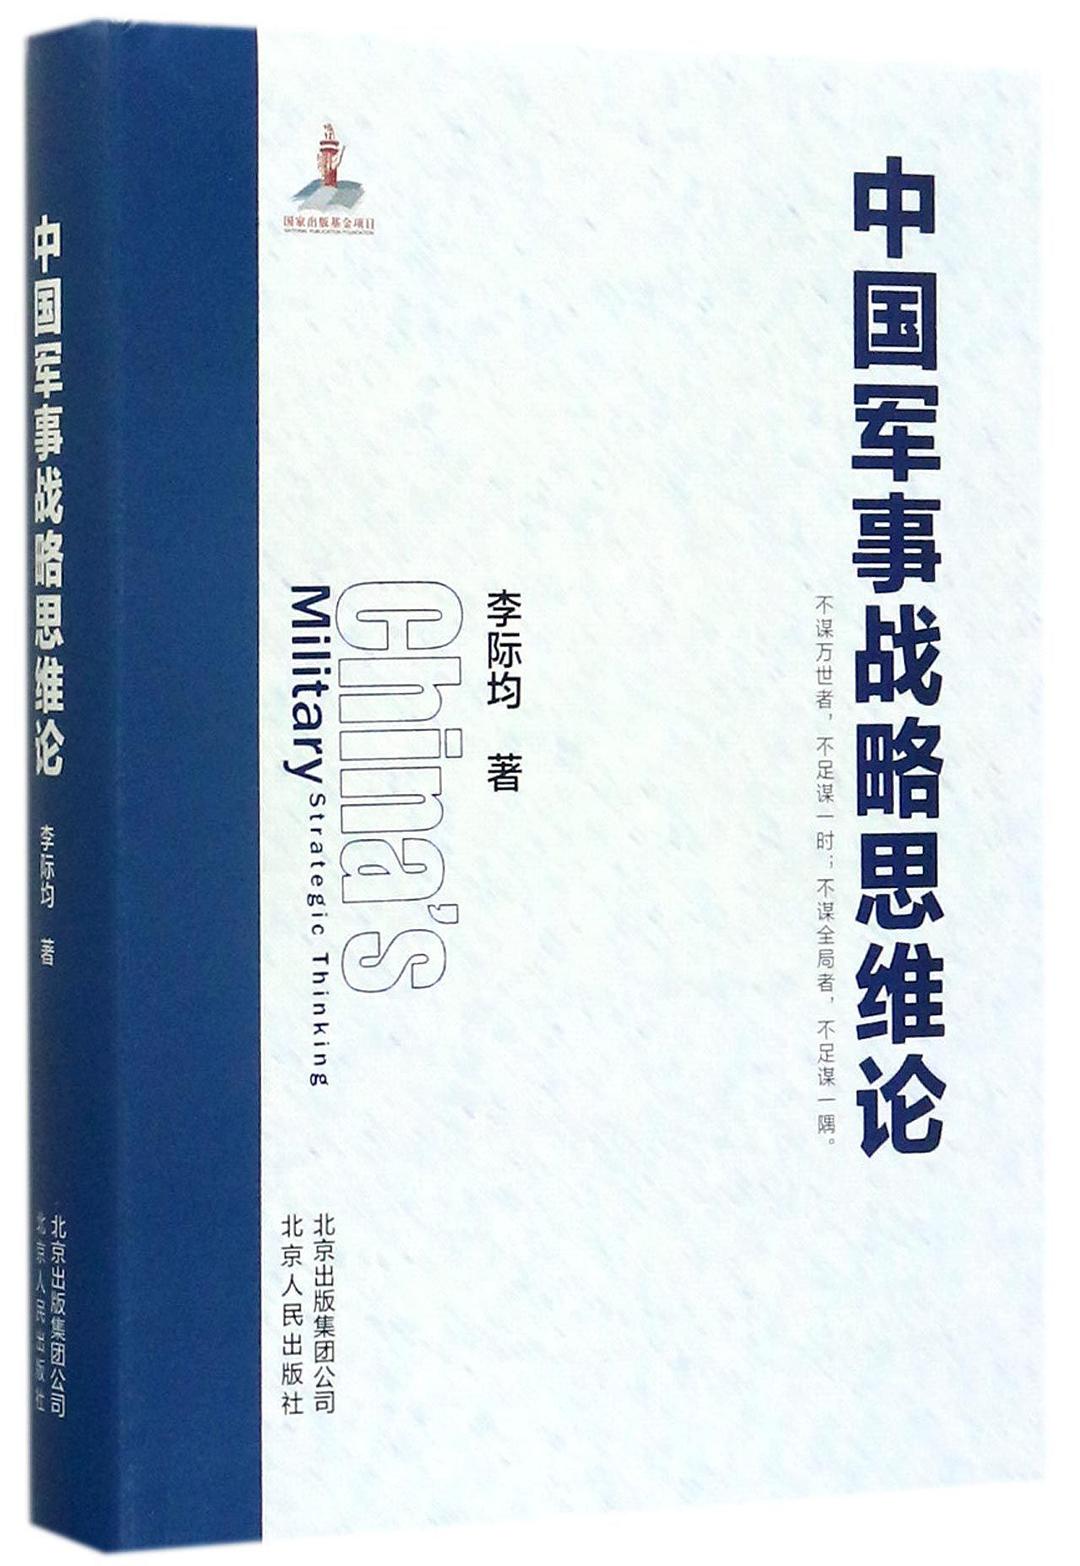 中国军事战略思维论
不谋万世者，不足谋一时；不谋全局者，不足谋一隅。
李际均 著
China's
Military Strategic Thinking
国家出版基金项目
NATIONAL PUBLICATION FOUNDATION
北京出版集团公司
北京人民出版社
中国军事战略思维论
李际均 著
北京出版集团公司
北京人民出版社